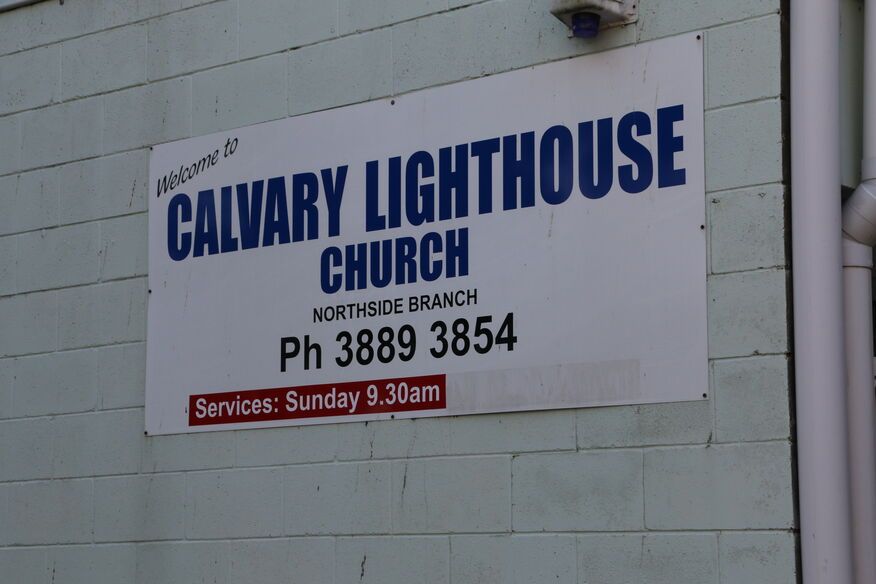 Welcome to
CALVARY LIGHTHOUSE
CHURCH
NORTHSIDE BRANCH
Ph 3889 3854
Services: Sunday 9.30am